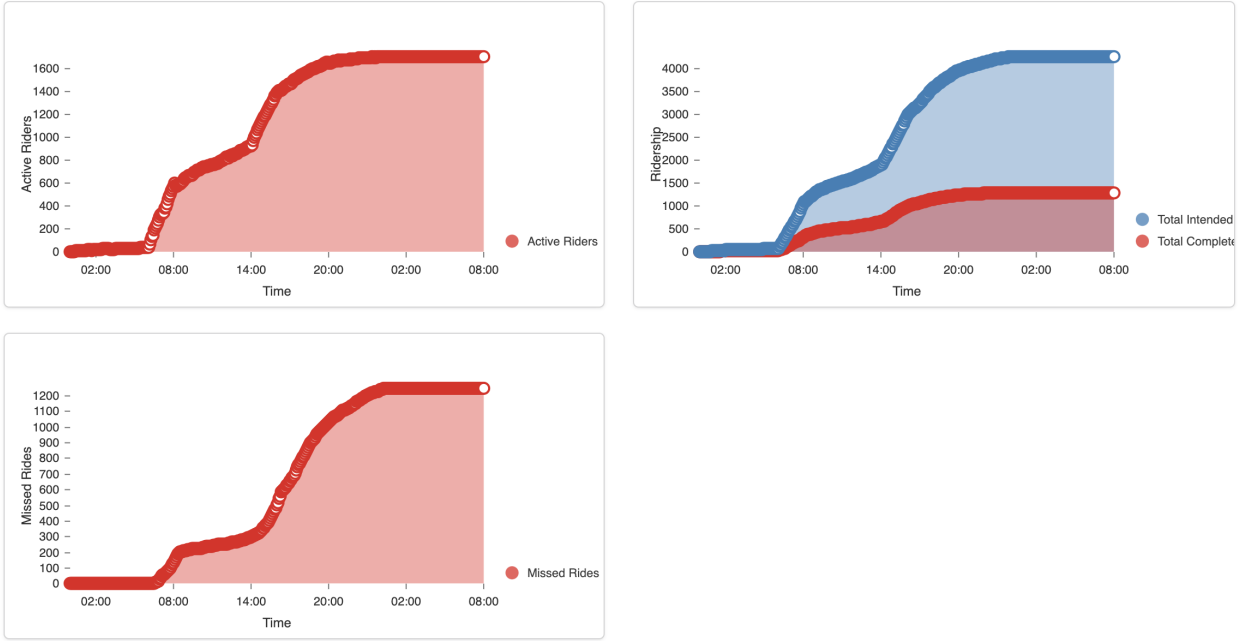 1600
1400
1200
1000
800
600
400
200
0
Active Riders
02:00 08:00 14:00 20:00 02:00 08:00
Time
Active Riders
4000
3500
3000
2500
2000
1500
1000
500
0
Ridership
02:00 08:00 14:00 20:00 02:00 08:00
Time
Total Intended
Total Complete
1200
1100
1000
900
800
700
600
500
400
300
200
100
0
Missed Rides
02:00 08:00 14:00 20:00 02:00 08:00
Time
Missed Rides